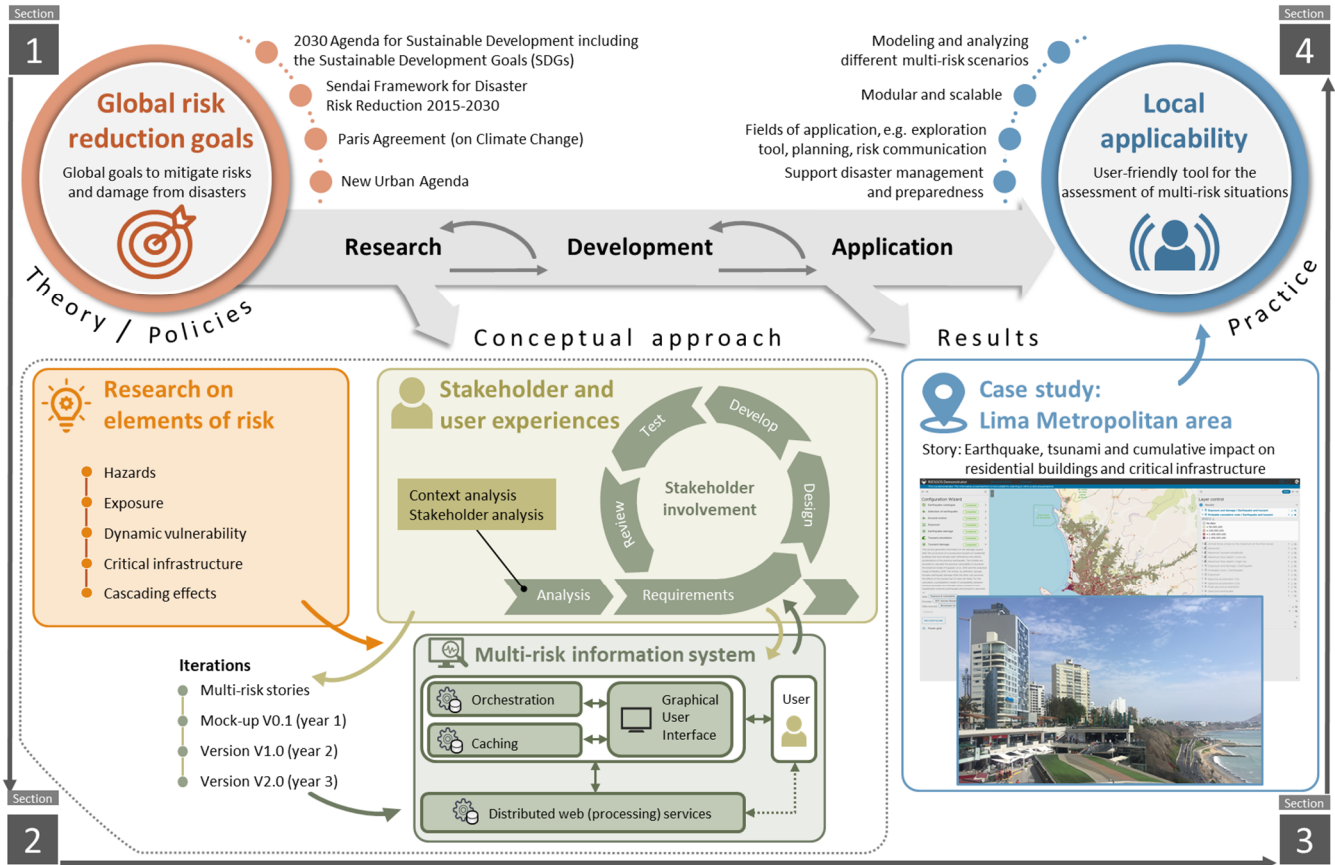 Section
1
Global risk
reduction goals
Global goals to mitigate risks
and damage from disasters
Theory / Policies
2030 Agenda for Sustainable Development including
the Sustainable Development Goals (SDGs)
Sendai Framework for Disaster
Risk Reduction 2015-2030
Paris Agreement (on Climate Change)
New Urban Agenda
Modeling and analyzing
different multi-risk scenarios
Modular and scalable
Fields of application, e.g. exploration
tool, planning, risk communication
Support disaster management
and preparedness
Section
4
Local
applicability
User-friendly tool for the
assessment of multi-risk situations
Practice
Research
Development
Application
Conceptual approach
Results
Research on
elements of risk
Hazards
Exposure
Dynamic vulnerability
Critical infrastructure
Cascading effects
Stakeholder and
user experiences
Context analysis
Stakeholder analysis
Stakeholder
involvement
Analysis
Requirements
Review
Test
Develop
Design
Iterations
Multi-risk stories
Mock-up V0.1 (year 1)
Version V1.0 (year 2)
Version V2.0 (year 3)
Multi-risk information system
Orchestration
Caching
Graphical
User
Interface
User
Distributed web (processing) services
Case study:
Lima Metropolitan area
Story: Earthquake, tsunami and cumulative impact on
residential buildings and critical infrastructure
Configuration Wizard
Layer control
Section
2
Section
3